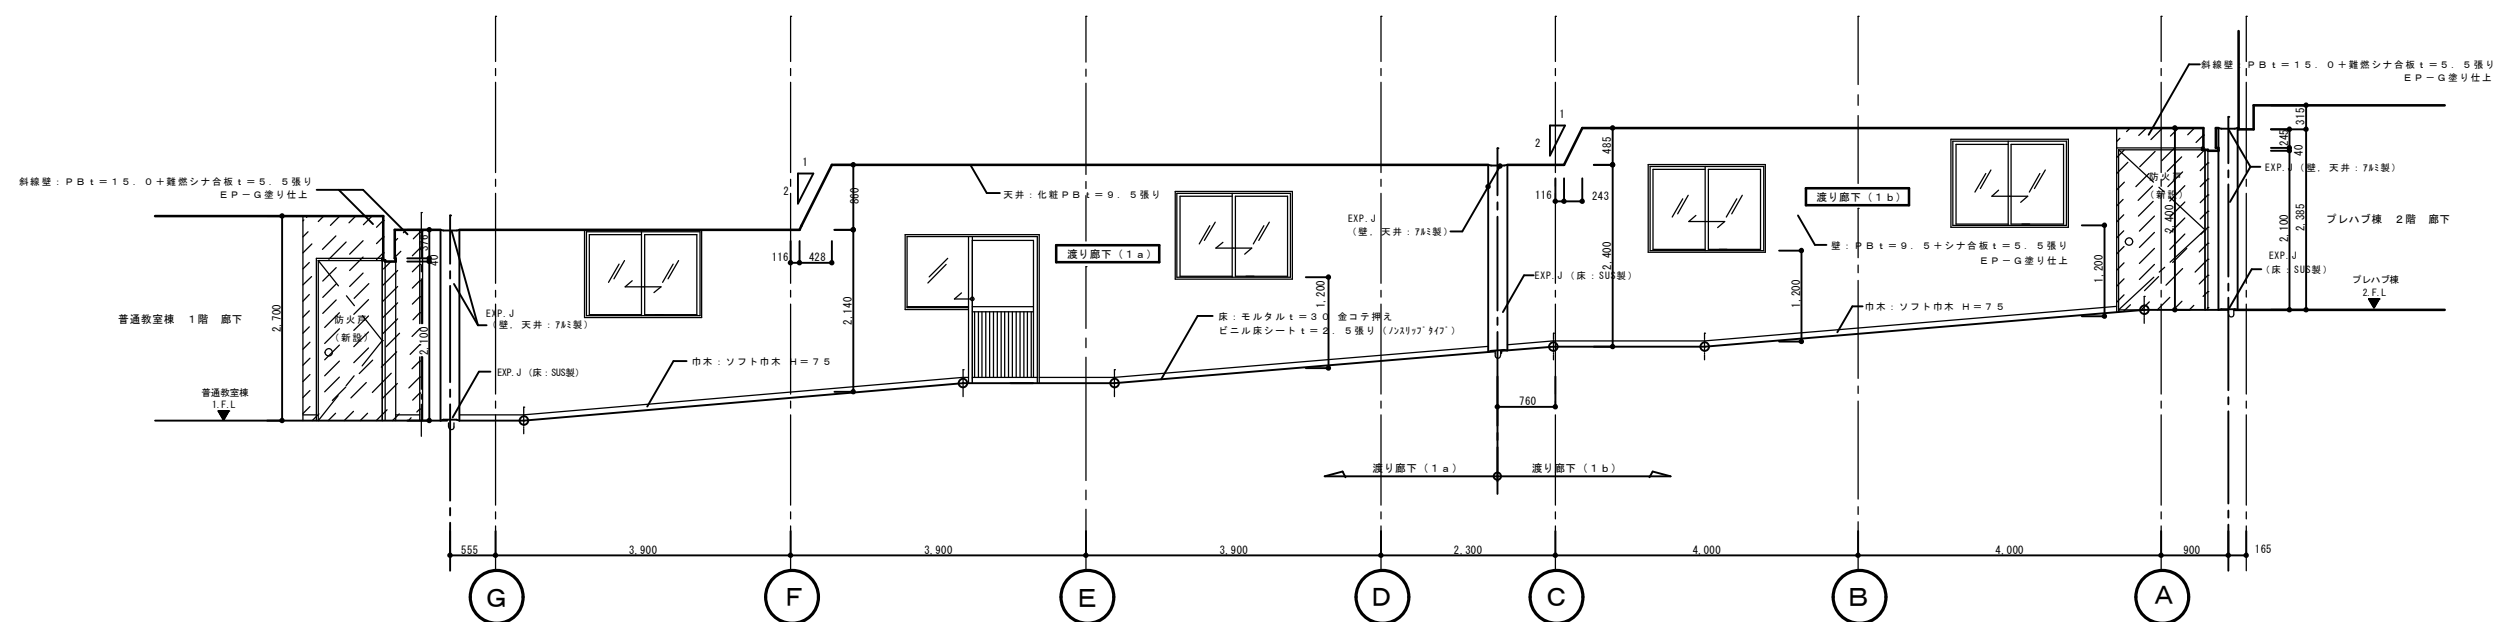 斜線壁：ＰＢｔ＝１５．０＋難燃シナ合板ｔ＝５．５張り
ＥＰ－Ｇ塗り仕上
斜線壁：ＰＢｔ＝１５．０＋難燃シナ合板ｔ＝５．５張り
ＥＰ－Ｇ塗り仕上
普通教室棟　１階　廊下
普通教室棟
1.F.L
2,700
防火戸
（新設）
376
40
2,100
EXP.J
（壁．天井：ｱﾙﾐ製）
EXP.J（床：SUS製）
巾木：ソフト巾木 Ｈ＝７５
1
2
116
428
860
2,140
天井：化粧ＰＢｔ＝９．５張り
渡り廊下（１ａ）
床：モルタルｔ＝３０ 金コテ押え
ビニル床シートｔ＝２．５張り（ﾉﾝｽﾘｯﾌﾟﾀｲﾌﾟ）
1,200
EXP.J
（壁．天井：ｱﾙﾐ製）
EXP.J（床：SUS製）
760
渡り廊下（１ａ）
渡り廊下（１ｂ）
1
2
116
243
485
2,400
渡り廊下（１ｂ）
壁：ＰＢｔ＝９．５＋シナ合板ｔ＝５．５張り
ＥＰ－Ｇ塗り仕上
1,200
巾木：ソフト巾木 Ｈ＝７５
1,200
防火戸
（新設）
2,400
315
245
40
2,100
2,385
EXP.J（壁．天井：ｱﾙﾐ製）
プレハブ棟　２階　廊下
EXP.J
（床：SUS製）
プレハブ棟
2.F.L
555
3,900
3,900
3,900
2,300
4,000
4,000
900
165
G
F
E
D
C
B
A